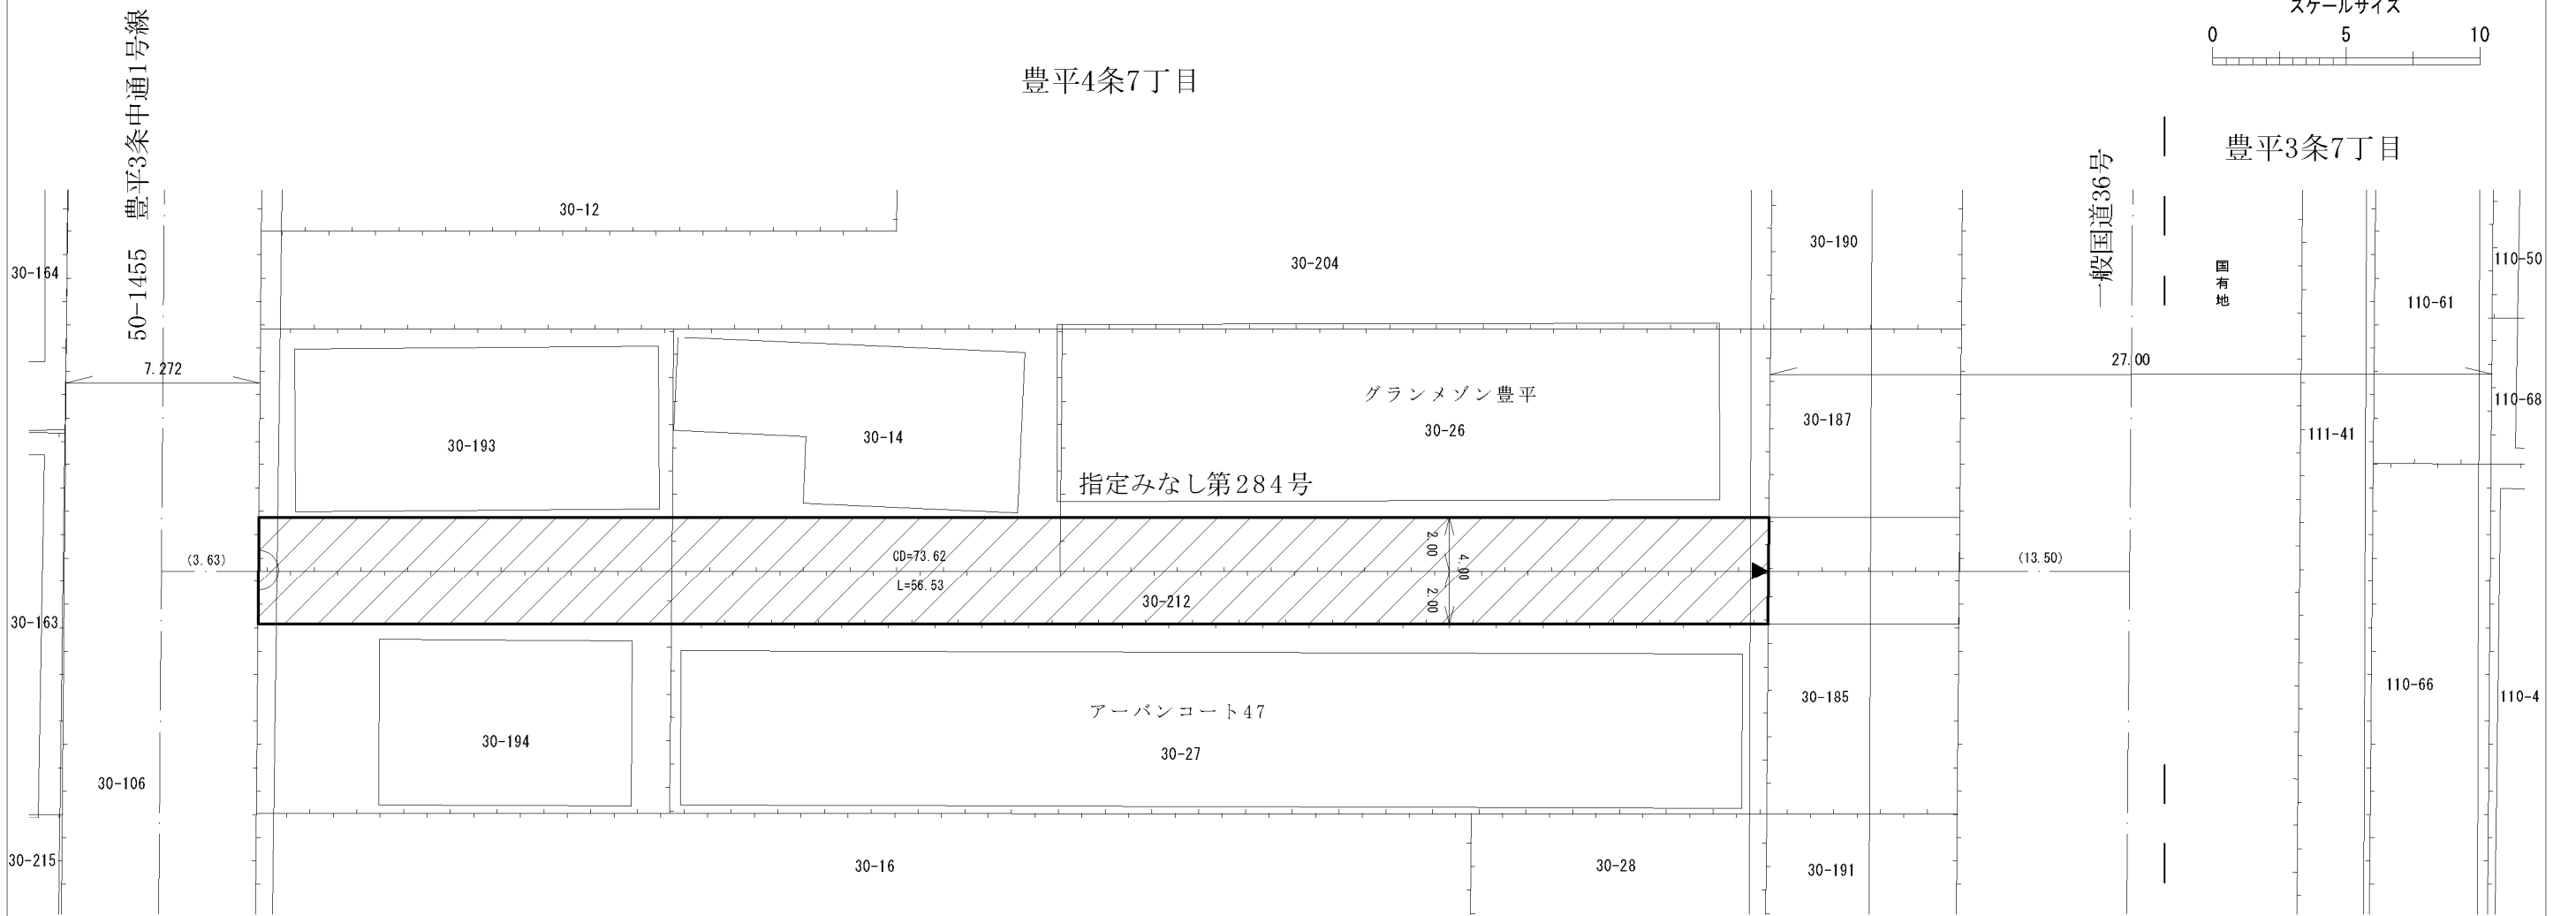 スケールサイズ
0 5 10
豊平4条7丁目
豊平3条7丁目
50-1455 豊平3条中通1号線
一般国道36号
国有地
30-12
30-204
30-190
30-164
110-50
110-61
7.272
27.00
グランメゾン豊平
30-26
30-193
30-14
30-187
110-68
111-41
指定みなし第284号
(3.63)
CD=73.62
L=56.53
2.00
4.00
2.00
(13.50)
30-212
30-163
アーバンコート47
30-27
30-194
30-185
110-66
110-4
30-106
30-215
30-16
30-28
30-191